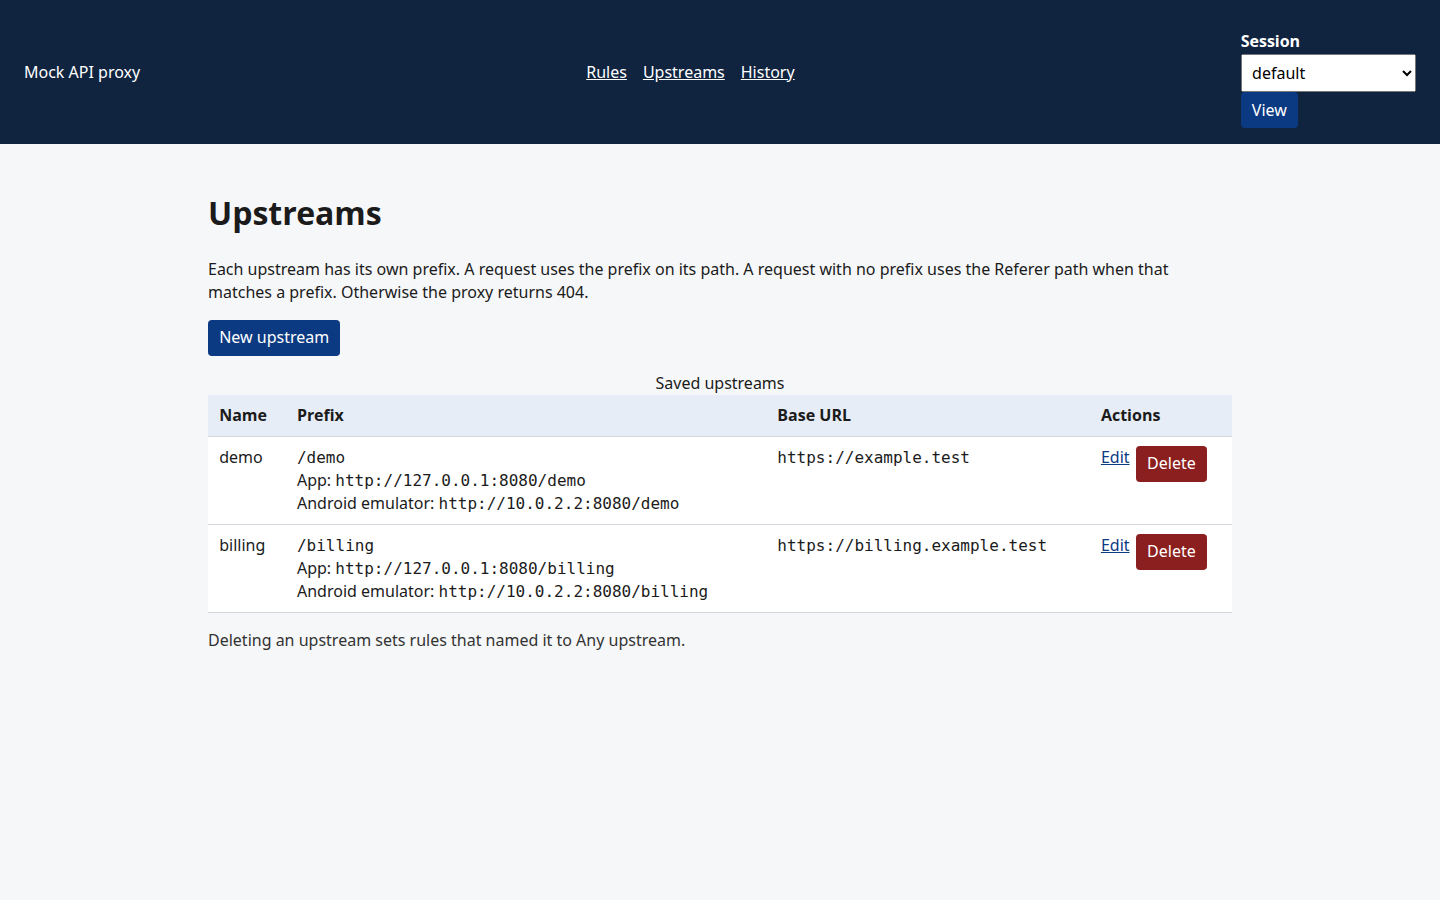 Mock API proxy
Rules Upstreams History
Session
default
View
Upstreams
Each upstream has its own prefix. A request uses the prefix on its path. A request with no prefix uses the Referer path when that
matches a prefix. Otherwise the proxy returns 404.
New upstream
Saved upstreams
Name Prefix Base URL Actions
demo /demo https://example.test Edit Delete
App: http://127.0.0.1:8080/demo
Android emulator: http://10.0.2.2:8080/demo
billing /billing https://billing.example.test Edit Delete
App: http://127.0.0.1:8080/billing
Android emulator: http://10.0.2.2:8080/billing
Deleting an upstream sets rules that named it to Any upstream.